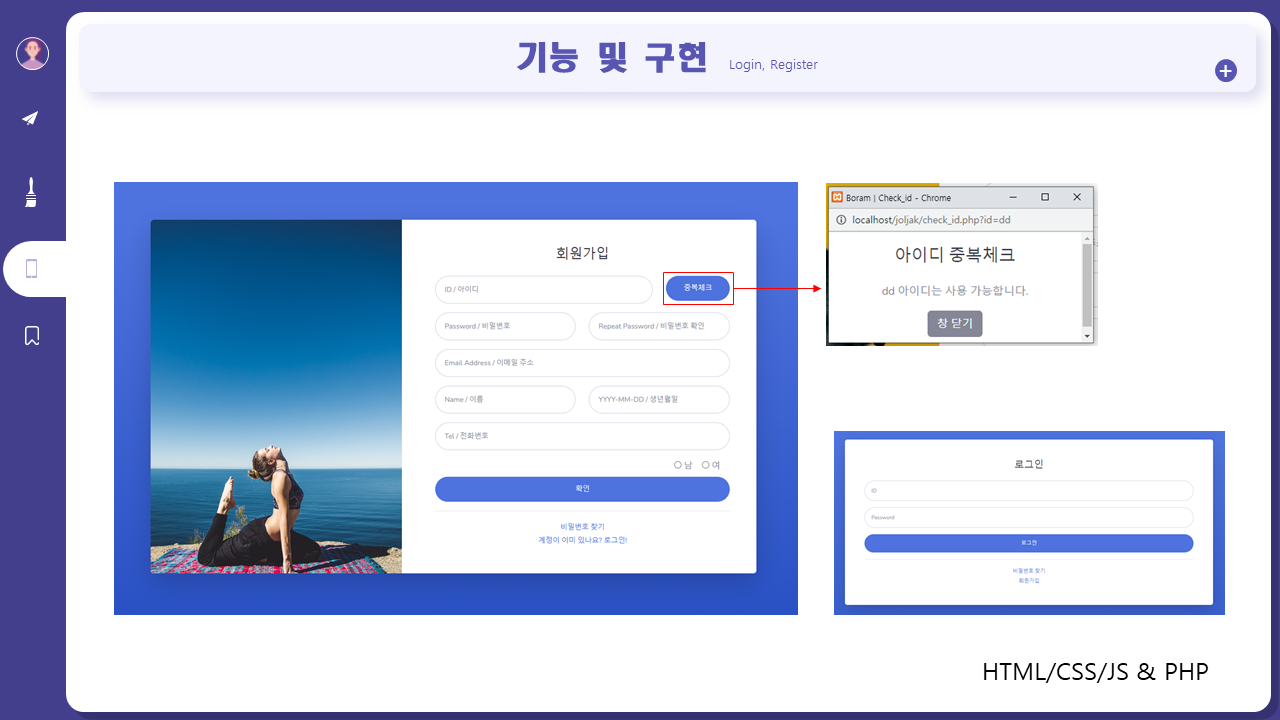 기능 및 구현 Login, Register
회원가입
ID / 아이디
중복체크
Password / 비밀번호
Repeat Password / 비밀번호 확인
Email Address / 이메일 주소
Name / 이름
YYYY-MM-DD / 생년월일
Tel / 전화번호
남 여
확인
비밀번호 찾기
계정이 이미 있나요? 로그인!
Boram | Check_id - Chrome
localhost/joljak/check_id.php?id=dd
아이디 중복체크
dd 아이디는 사용 가능합니다.
창 닫기
로그인
ID
Password
로그인
비밀번호 찾기
회원가입
HTML/CSS/JS & PHP